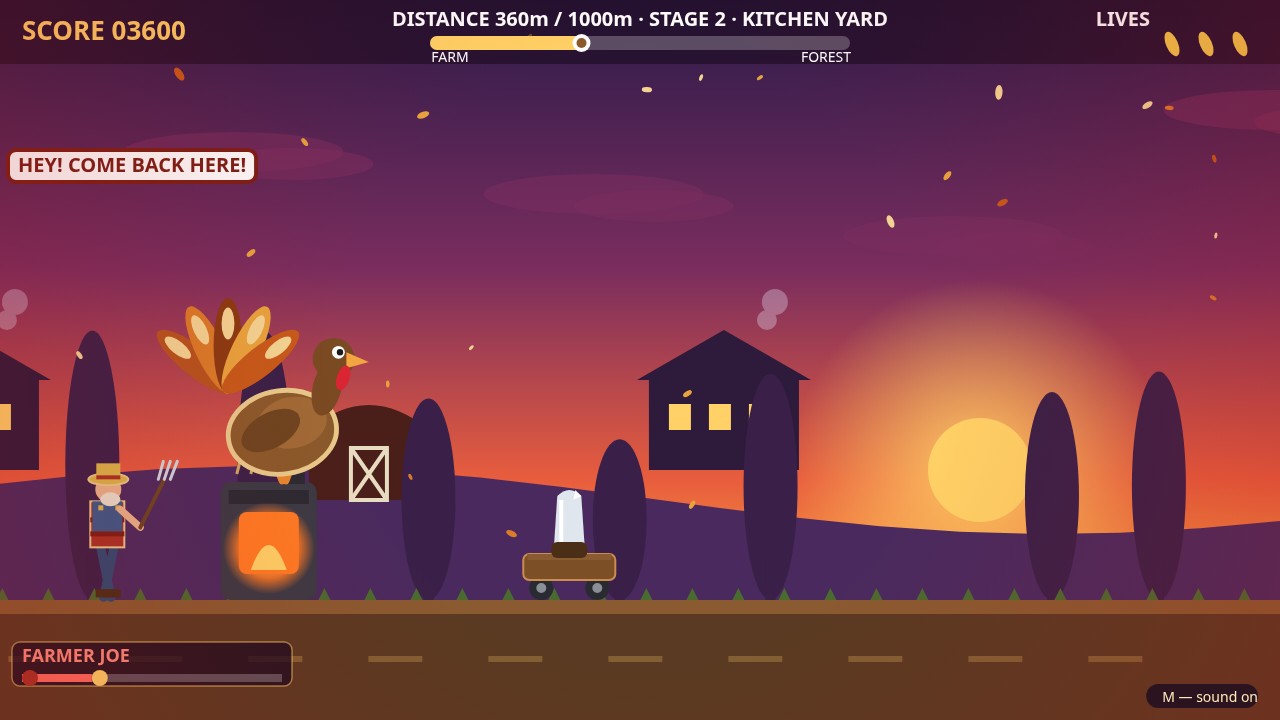 SCORE 03600
DISTANCE 360m / 1000m · STAGE 2 · KITCHEN YARD
LIVES
FARM
FOREST
HEY! COME BACK HERE!
FARMER JOE
M — sound on